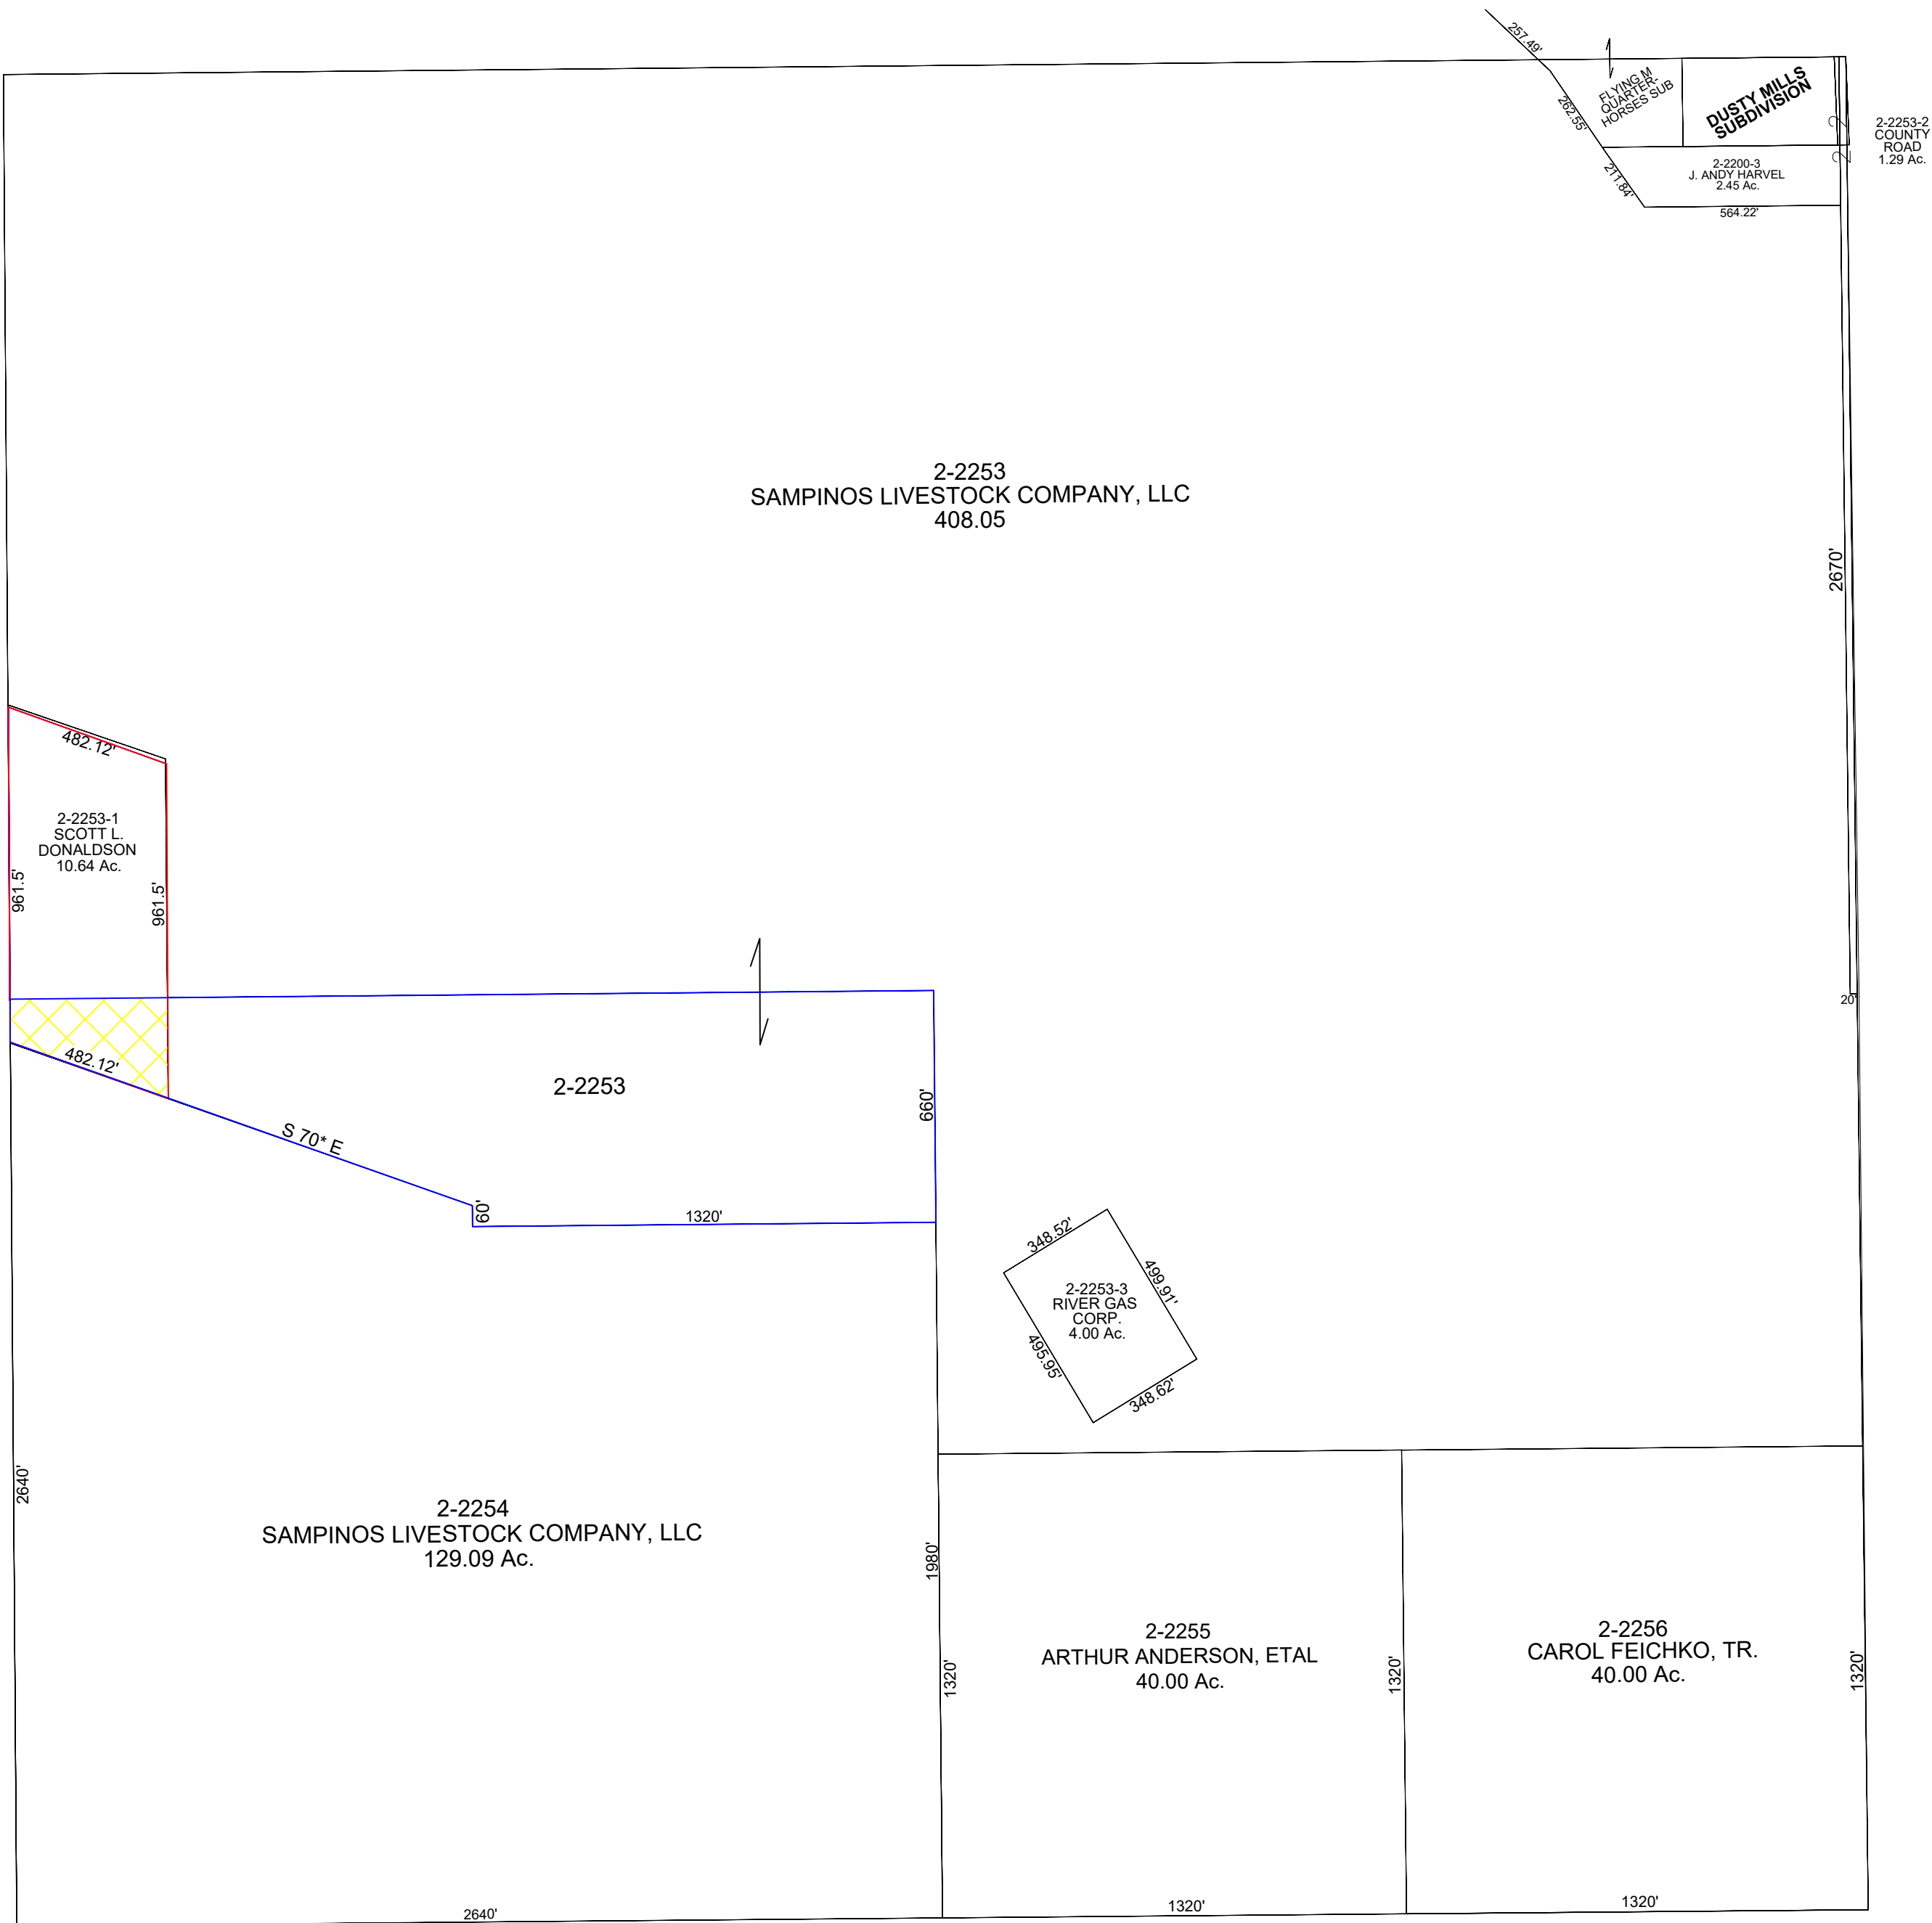 257.49'
262.55'
211.84'
FLYING M
QUARTER-
HORSES SUB
DUSTY MILLS
SUBDIVISION
2-2253-2
COUNTY
ROAD
1.29 Ac.
2-2200-3
J. ANDY HARVEL
2.45 Ac.
564.22'
2-2253
SAMPINOS LIVESTOCK COMPANY, LLC
408.05
2670'
482.12'
2-2253-1
SCOTT L.
DONALDSON
10.64 Ac.
961.5'
961.5'
20'
482.12'
2-2253
660'
S 70* E
60'
1320'
348.52'
499.91'
2-2253-3
RIVER GAS
CORP.
4.00 Ac.
495.95'
348.62'
2640'
2-2254
SAMPINOS LIVESTOCK COMPANY, LLC
129.09 Ac.
1980'
1320'
2-2255
ARTHUR ANDERSON, ETAL
40.00 Ac.
1320'
2-2256
CAROL FEICHKO, TR.
40.00 Ac.
1320'
2640'
1320'
1320'